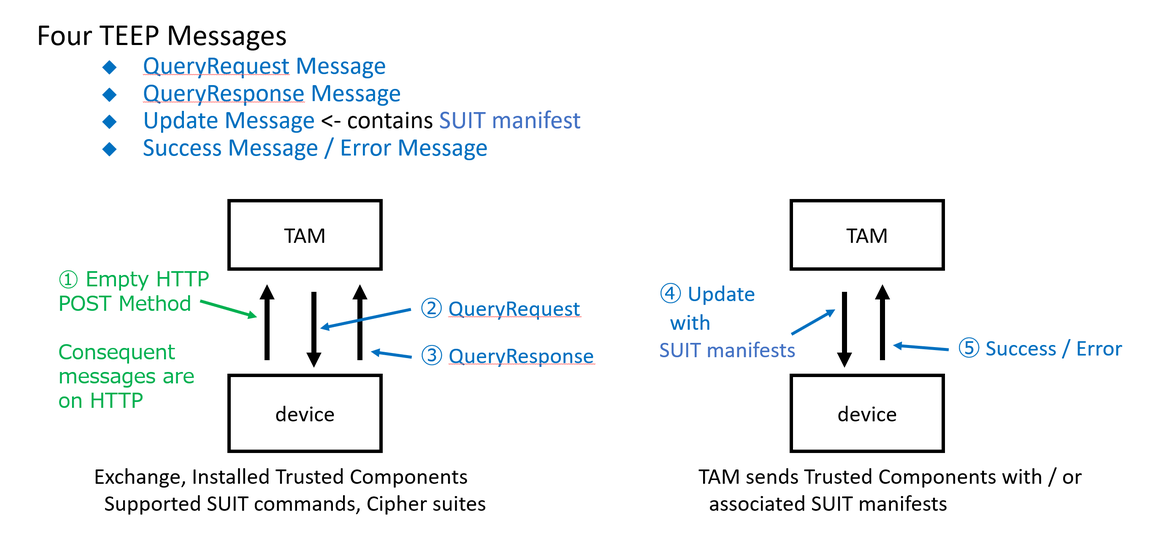 Four TEEP Messages
◆ QueryRequest Message
◆ QueryResponse Message
◆ Update Message <- contains SUIT manifest
◆ Success Message / Error Message
TAM
① Empty HTTP
POST Method
② QueryRequest
③ QueryResponse
Consequent
messages are
on HTTP
device
Exchange, Installed Trusted Components
Supported SUIT commands, Cipher suites
TAM
④ Update
with
SUIT manifests
⑤ Success / Error
device
TAM sends Trusted Components with / or
associated SUIT manifests